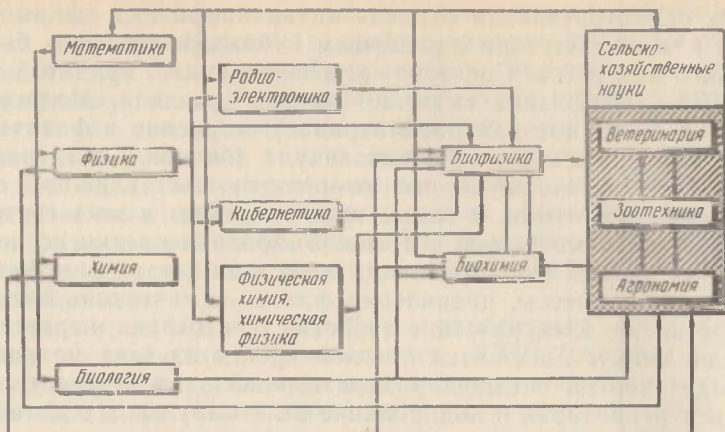 Математика
Физика
Химия
Биология
Радио-
электроника
Кибернетика
Физическая
химия,
химическая
физика
Биофизика
Биохимия
Сельско-
хозяйственные
науки
Ветеринария
Зоотехника
Агрономия